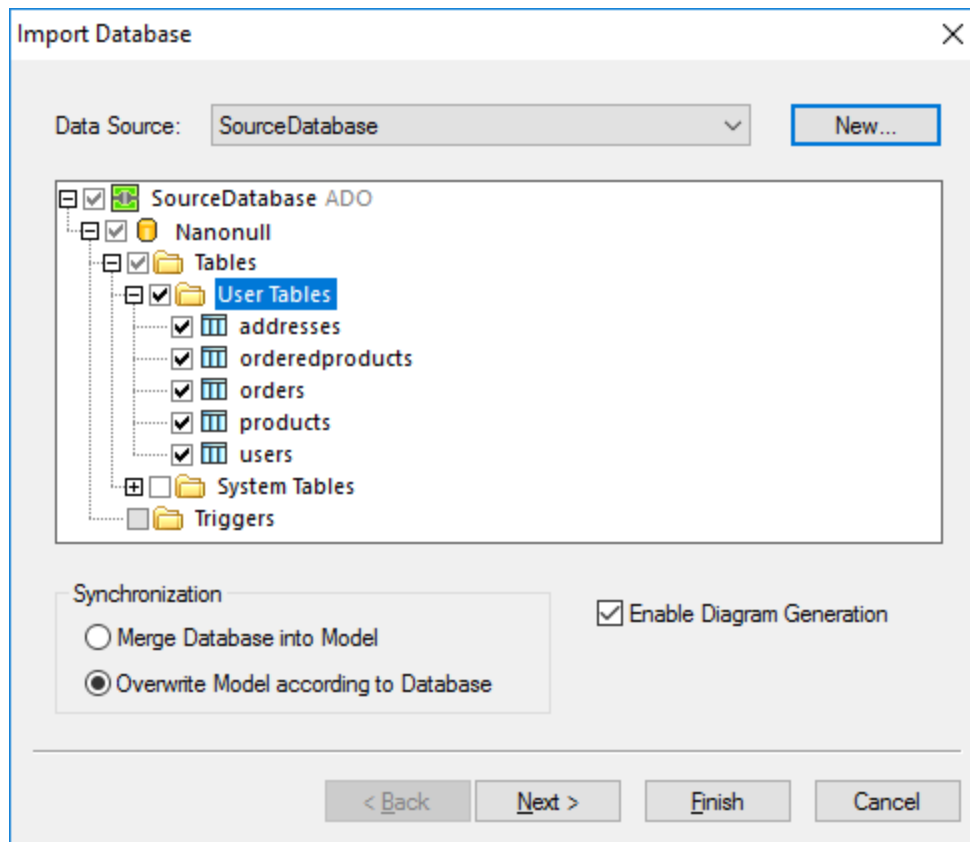 Import Database
Data Source: SourceDatabase New...
SourceDatabase ADO
Nanonull
Tables
User Tables
addresses
orderedproducts
orders
products
users
System Tables
Triggers
Synchronization
Enable Diagram Generation
Merge Database into Model
Overwrite Model according to Database
< Back Next > Finish Cancel